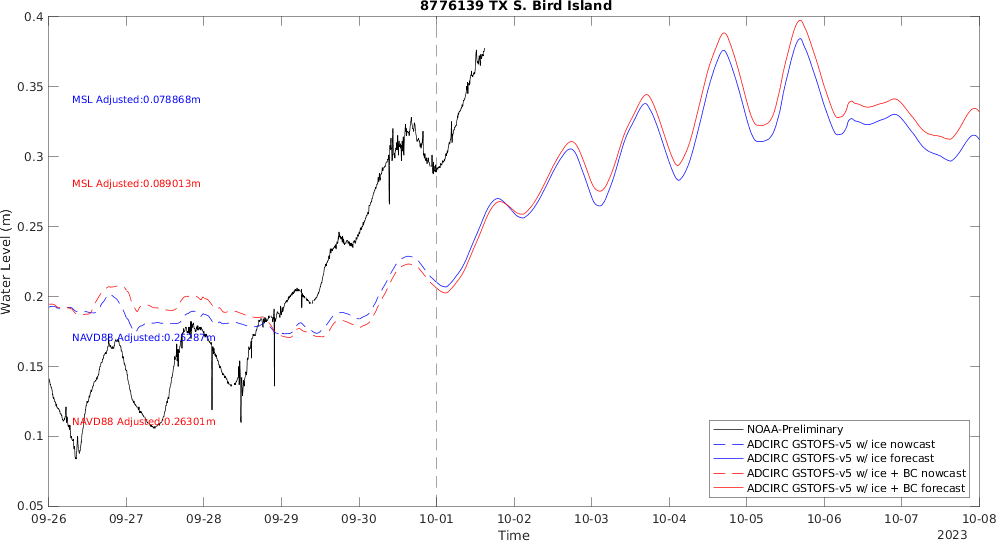 8776139 TX S. Bird Island
Water Level (m)
0.4
0.35
0.3
0.25
0.2
0.15
0.1
0.05
MSL Adjusted:0.078868m
MSL Adjusted:0.089013m
NAVD88 Adjusted:0.25287m
NAVD88 Adjusted:0.26301m
NOAA-Preliminary
ADCIRC GSTOFS-v5 w/ ice nowcast
ADCIRC GSTOFS-v5 w/ ice forecast
ADCIRC GSTOFS-v5 w/ ice + BC nowcast
ADCIRC GSTOFS-v5 w/ ice + BC forecast
09-26 09-27 09-28 09-29 09-30 10-01 10-02 10-03 10-04 10-05 10-06 10-07 10-08
Time
2023